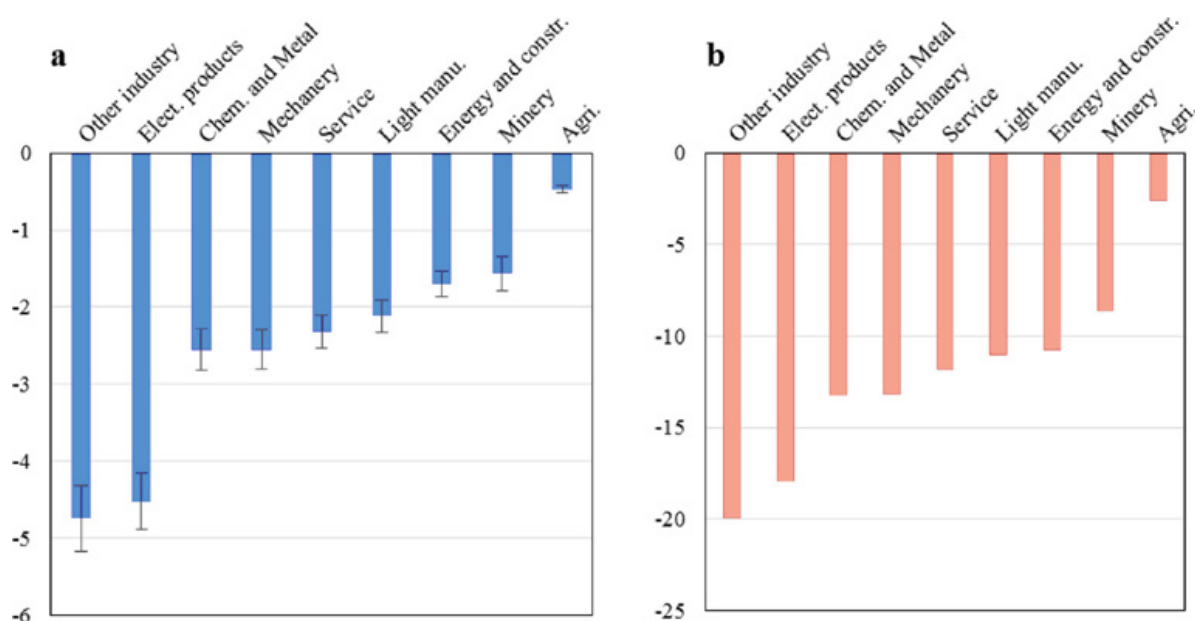 a
Other industry
Elect. products
Chem. and Metal
Mechanery
Service
Light manu.
Energy and constr.
Minery
Agri.
0
-1
-2
-3
-4
-5
-6
b
Other industry
Elect. products
Chem. and Metal
Mechanery
Service
Light manu.
Energy and constr.
Minery
Agri.
0
-5
-10
-15
-20
-25